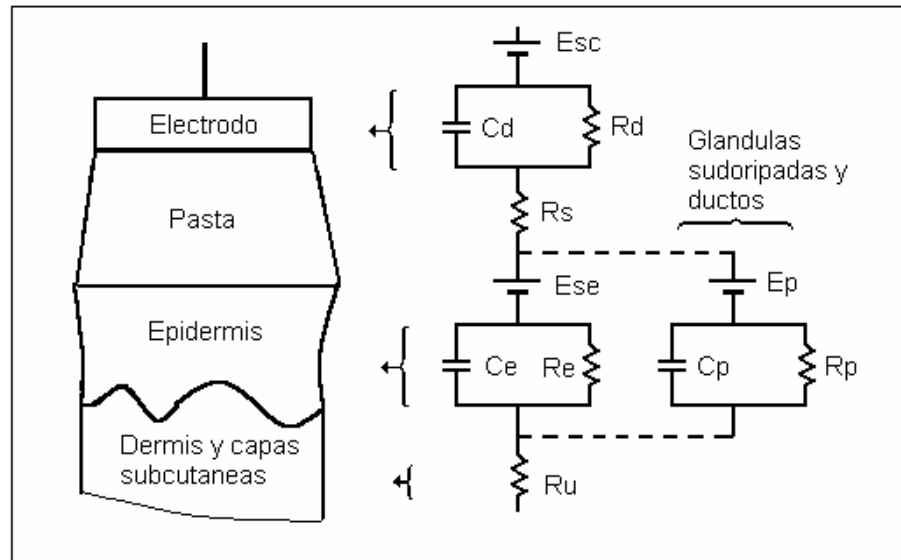 Esc
Electrodo
Cd
Rd
Glandulas
sudoripadas y
ductos
Pasta
Rs
Ese
Ep
Epidermis
Ce
Re
Cp
Rp
Dermis y capas
subcutaneas
Ru